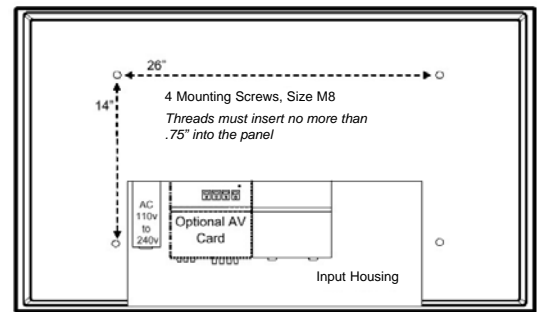 26"
14"
4 Mounting Screws, Size M8
Threads must insert no more than
.75" into the panel
AC
110v
to
240v
Optional AV
Card
Input Housing